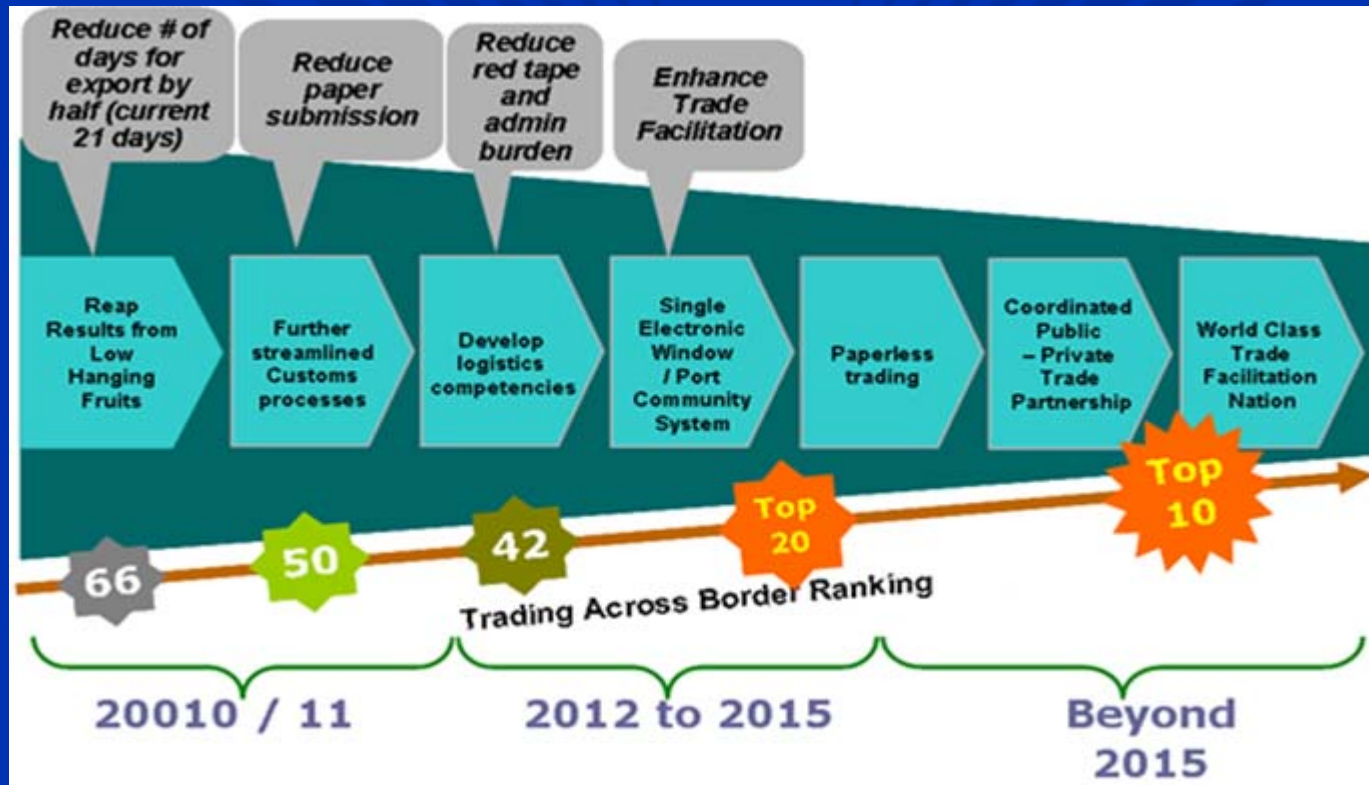 Reduce # of
days for
export by
half (current
21 days)
Reduce
paper
submission
Reduce
red tape
and
admin
burden
Enhance
Trade
Facilitation
Reap
Results from
Low
Hanging
Fruits
Further
streamlined
Customs
processes
Develop
logistics
competencies
Single
Electronic
Window
/ Port
Community
System
Paperless
trading
Coordinated
Public
– Private
Trade
Partnership
World Class
Trade
Facilitation
Nation
66
50
42
Top
20
Top
10
Trading Across Border Ranking
20010 / 11
2012 to 2015
Beyond
2015